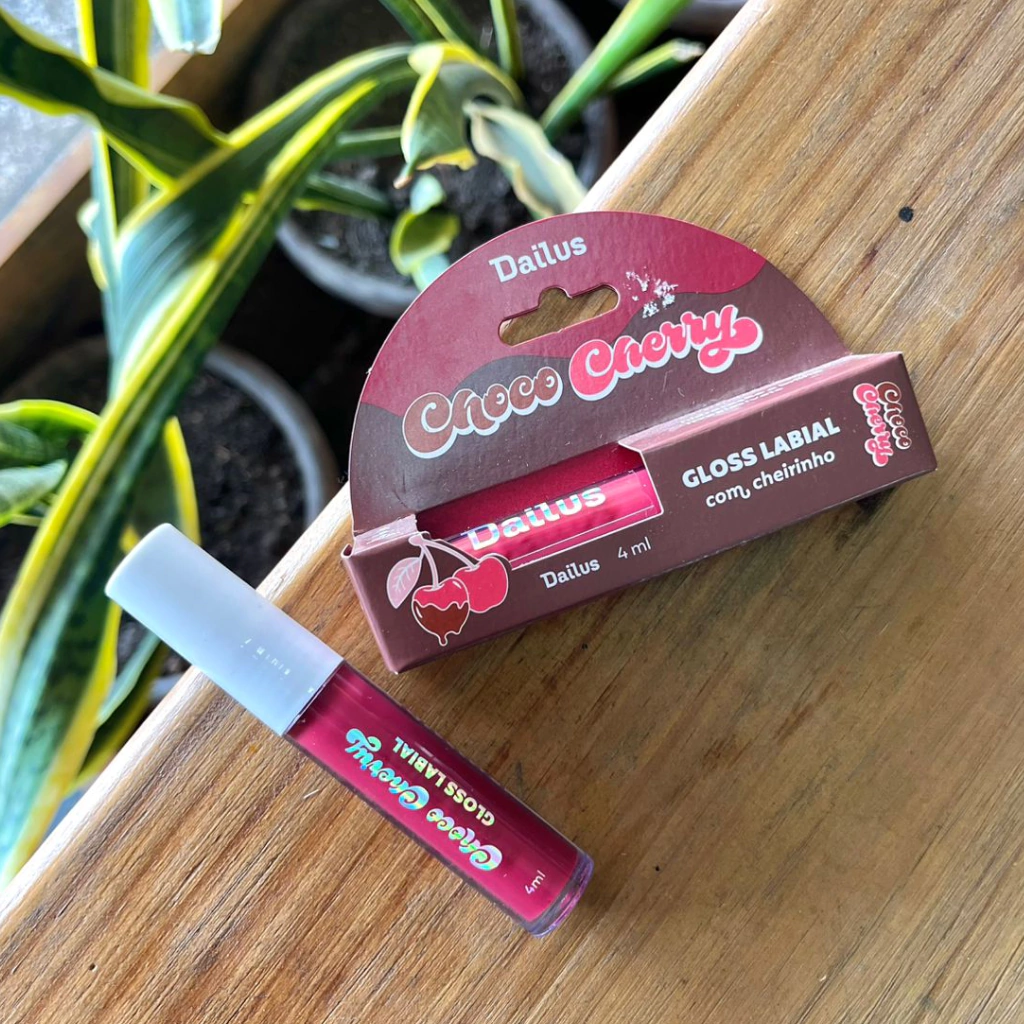 Dailus
Choco Cherry
GLOSS LABIAL
com cheirinho
Choco
Cherry
Dailus
Dailus 4 ml
Choco Cherry
GLOSS LABIAL
4ml